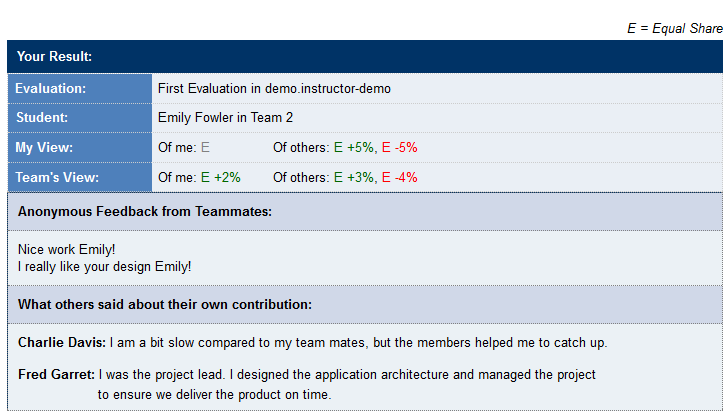 E = Equal Share
Your Result:
Evaluation: First Evaluation in demo.instructor-demo
Student: Emily Fowler in Team 2
My View: Of me: E Of others: E +5%, E -5%
Team's View: Of me: E +2% Of others: E +3%, E -4%
Anonymous Feedback from Teammates:
Nice work Emily!
I really like your design Emily!
What others said about their own contribution:
Charlie Davis: I am a bit slow compared to my team mates, but the members helped me to catch up.
Fred Garret: I was the project lead. I designed the application architecture and managed the project
to ensure we deliver the product on time.